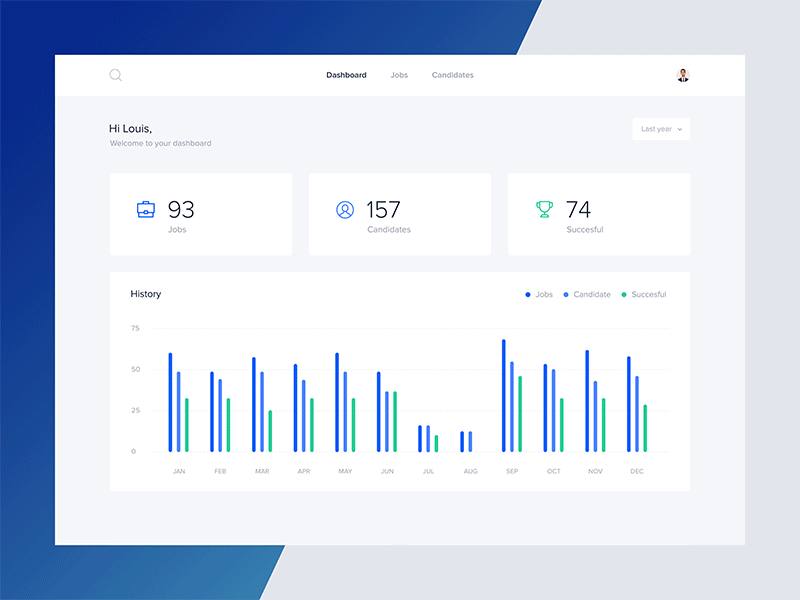 Dashboard Jobs Candidates
Hi Louis,
Welcome to your dashboard
Last year
93
Jobs
157
Candidates
74
Succesful
History
Jobs Candidate Succesful
75
50
25
0
JAN FEB MAR APR MAY JUN JUL AUG SEP OCT NOV DEC